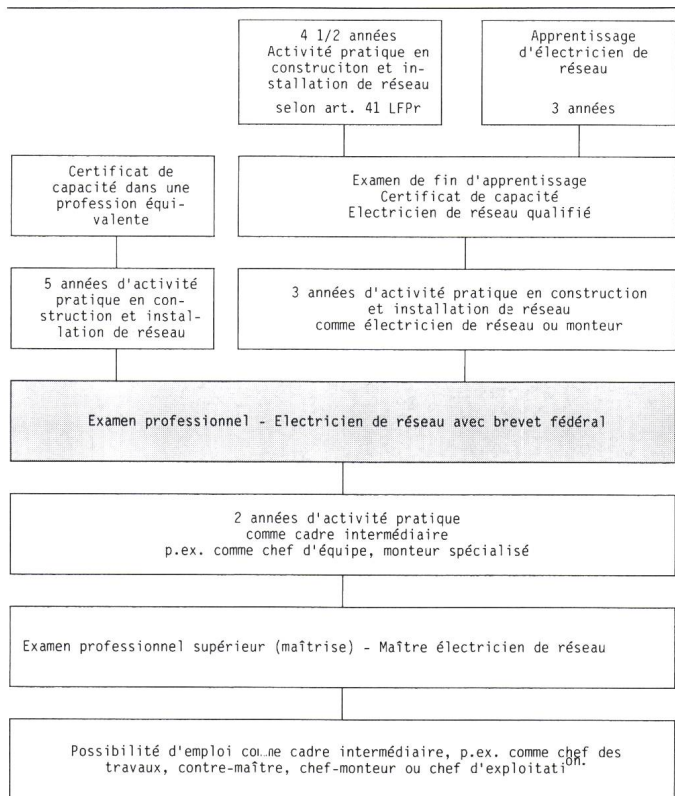 4 1/2 années
Activité pratique en
construciton et in-
stallation de réseau
selon art. 41 LFPr
Apprentissage
d'électricien de
réseau
3 années
Certificat de
capacité dans une
profession équi-
valente
Examen de fin d'apprentissage
Certificat de capacité
Electricien de réseau qualifié
5 années d'activité
pratique en con-
struction et instal-
lation de réseau
3 années d'activité pratique en construction
et installation de réseau
comme électricien de réseau ou monteur
Examen professionnel - Electricien de réseau avec brevet fédéral
2 années d'activité pratique
comme cadre intermédiaire
p.ex. comme chef d'équipe, monteur spécialisé
Examen professionnel supérieur (maîtrise) - Maître électricien de réseau
Possibilité d'emploi comme cadre intermédiaire, p.ex. comme chef des
travaux, contre-maître, chef-monteur ou chef d'exploitation.